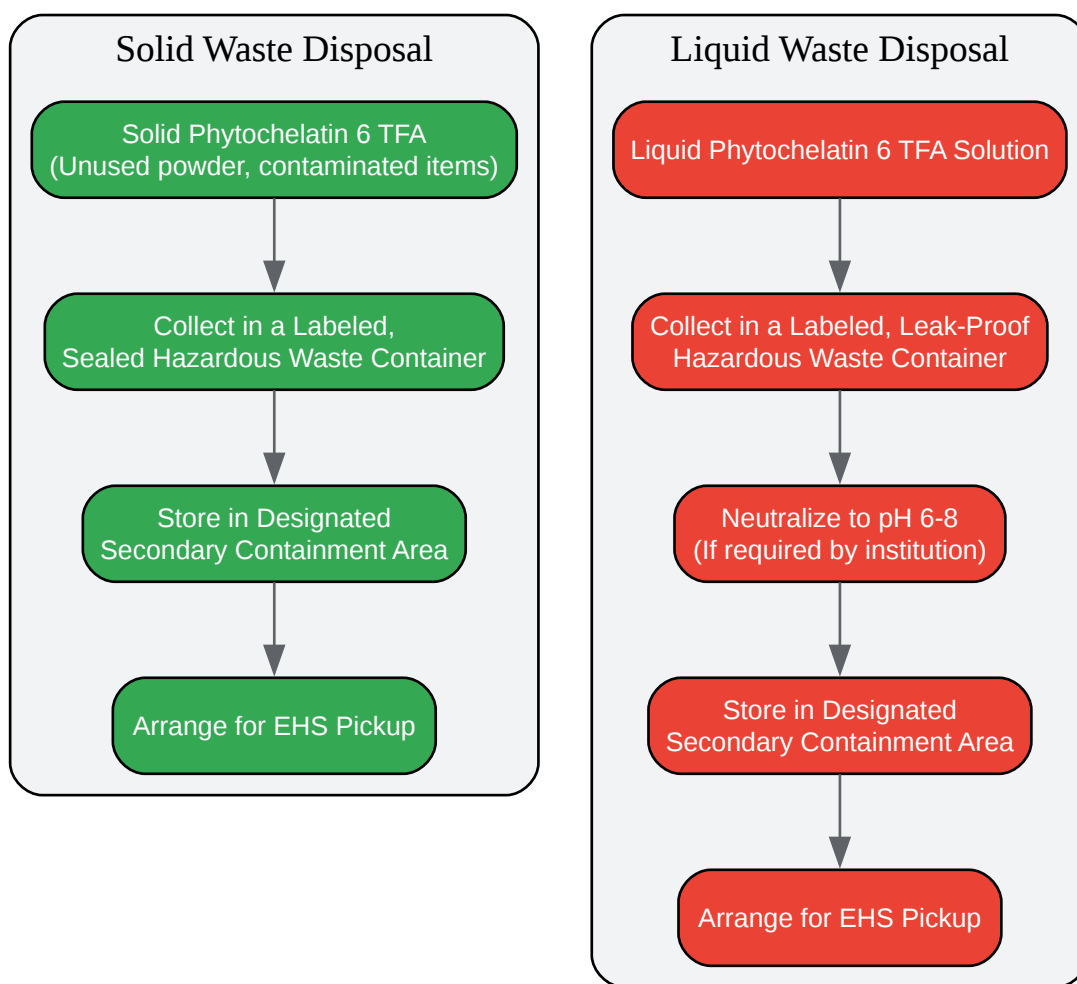 Solid Waste Disposal
Solid Phytochelatin 6 TFA
(Unused powder, contaminated items)
Collect in a Labeled,
Sealed Hazardous Waste Container
Store in Designated
Secondary Containment Area
Arrange for EHS Pickup
Liquid Waste Disposal
Liquid Phytochelatin 6 TFA Solution
Collect in a Labeled, Leak-Proof
Hazardous Waste Container
Neutralize to pH 6-8
(If required by institution)
Store in Designated
Secondary Containment Area
Arrange for EHS Pickup